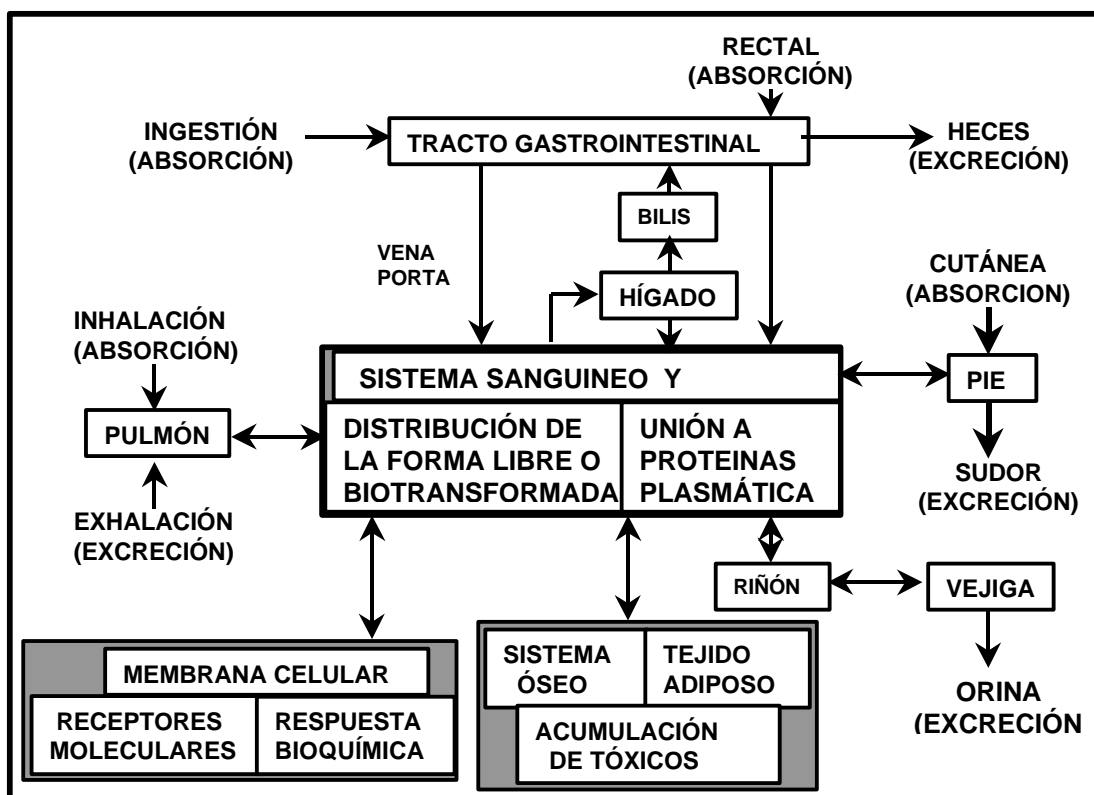 RECTAL
(ABSORCIÓN)
INGESTIÓN
(ABSORCIÓN)
TRACTO GASTROINTESTINAL
HECES
(EXCRECIÓN)
BILIS
VENA
PORTA
HÍGADO
CUTÁNEA
(ABSORCION)
INHALACIÓN
(ABSORCIÓN)
SISTEMA SANGUINEO Y
PIE
PULMÓN
DISTRIBUCIÓN DE
LA FORMA LIBRE O
BIOTRANSFORMADA
UNIÓN A
PROTEINAS
PLASMÁTICA
SUDOR
(EXCRECIÓN)
EXHALACIÓN
(EXCRECIÓN)
RIÑÓN
VEJIGA
MEMBRANA CELULAR
RECEPTORES
MOLECULARES
RESPUESTA
BIOQUÍMICA
SISTEMA
ÓSEO
TEJIDO
ADIPOSO
ACUMULACIÓN
DE TÓXICOS
ORINA
(EXCRECIÓN